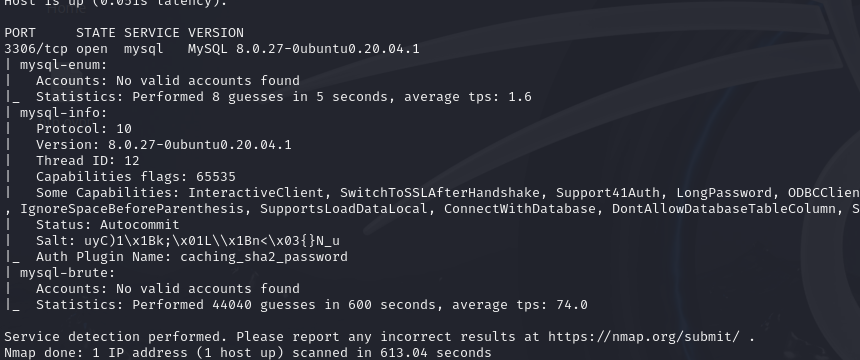 Host is up (0.051s latency).
PORT     STATE SERVICE VERSION
3306/tcp open  mysql   MySQL 8.0.27-0ubuntu0.20.04.1
| mysql-enum:
|   Accounts: No valid accounts found
|_  Statistics: Performed 8 guesses in 5 seconds, average tps: 1.6
| mysql-info:
|   Protocol: 10
|   Version: 8.0.27-0ubuntu0.20.04.1
|   Thread ID: 12
|   Capabilities flags: 65535
|   Some Capabilities: InteractiveClient, SwitchToSSLAfterHandshake, Support41Auth, LongPassword, ODBCClien
, IgnoreSpaceBeforeParenthesis, SupportsLoadDataLocal, ConnectWithDatabase, DontAllowDatabaseTableColumn, S
|   Status: Autocommit
|   Salt: uyC)1\x1Bk;\x01L\\x1Bn<\x03{}N_u
|_  Auth Plugin Name: caching_sha2_password
| mysql-brute:
|   Accounts: No valid accounts found
|_  Statistics: Performed 44040 guesses in 600 seconds, average tps: 74.0
Service detection performed. Please report any incorrect results at https://nmap.org/submit/ .
Nmap done: 1 IP address (1 host up) scanned in 613.04 seconds